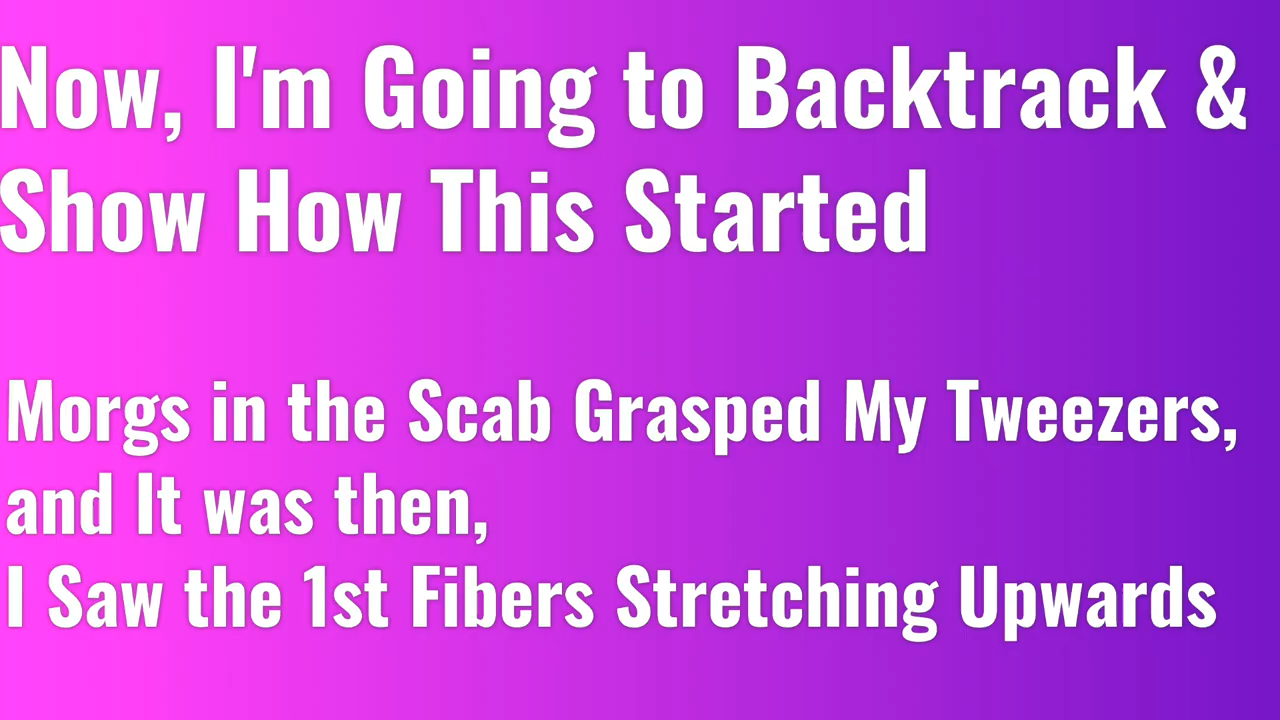 Now, I'm Going to Backtrack &
Show How This Started
Morgs in the Scab Grasped My Tweezers,
and It was then,
I Saw the 1st Fibers Stretching Upwards